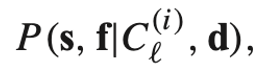 P(𝐬, 𝐟|C_ℓ^{(i)}, 𝐝),